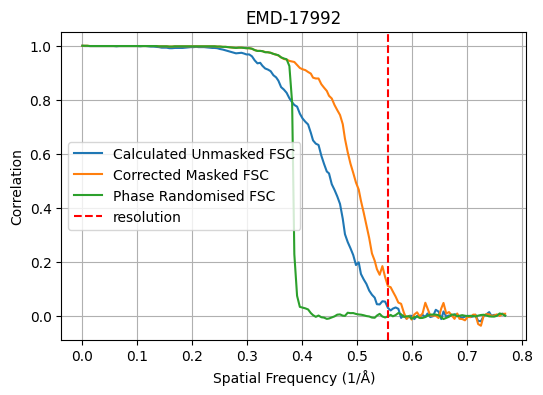 EMD-17992
1.0
0.8
0.6
0.4
0.2
0.0
Correlation
Calculated Unmasked FSC
Corrected Masked FSC
Phase Randomised FSC
resolution
0.0 0.1 0.2 0.3 0.4 0.5 0.6 0.7 0.8
Spatial Frequency (1/Å)